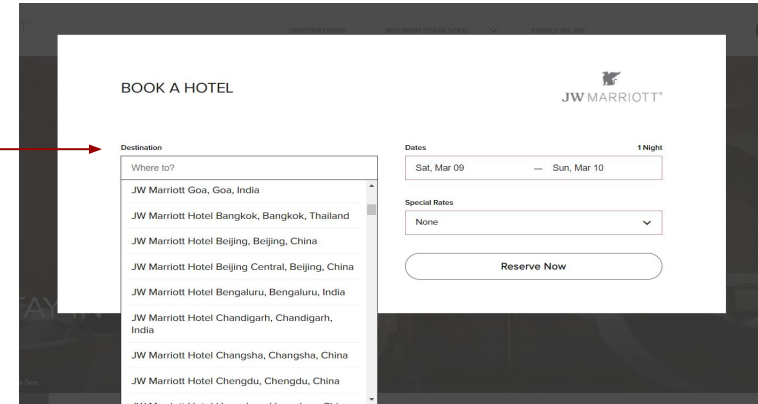 DESTINATIONS NOURISH YOUR SOUL FAMILY BY JW
BOOK A HOTEL
JW MARRIOTT
Destination
Where to?
JW Marriott Goa, Goa, India
JW Marriott Hotel Bangkok, Bangkok, Thailand
JW Marriott Hotel Beijing, Beijing, China
JW Marriott Hotel Beijing Central, Beijing, China
JW Marriott Hotel Bengaluru, Bengaluru, India
JW Marriott Hotel Chandigarh, Chandigarh,
India
JW Marriott Hotel Changsha, Changsha, China
JW Marriott Hotel Chengdu, Chengdu, China
Dates 1 Night
Sat, Mar 09 — Sun, Mar 10
Special Rates
None
Reserve Now